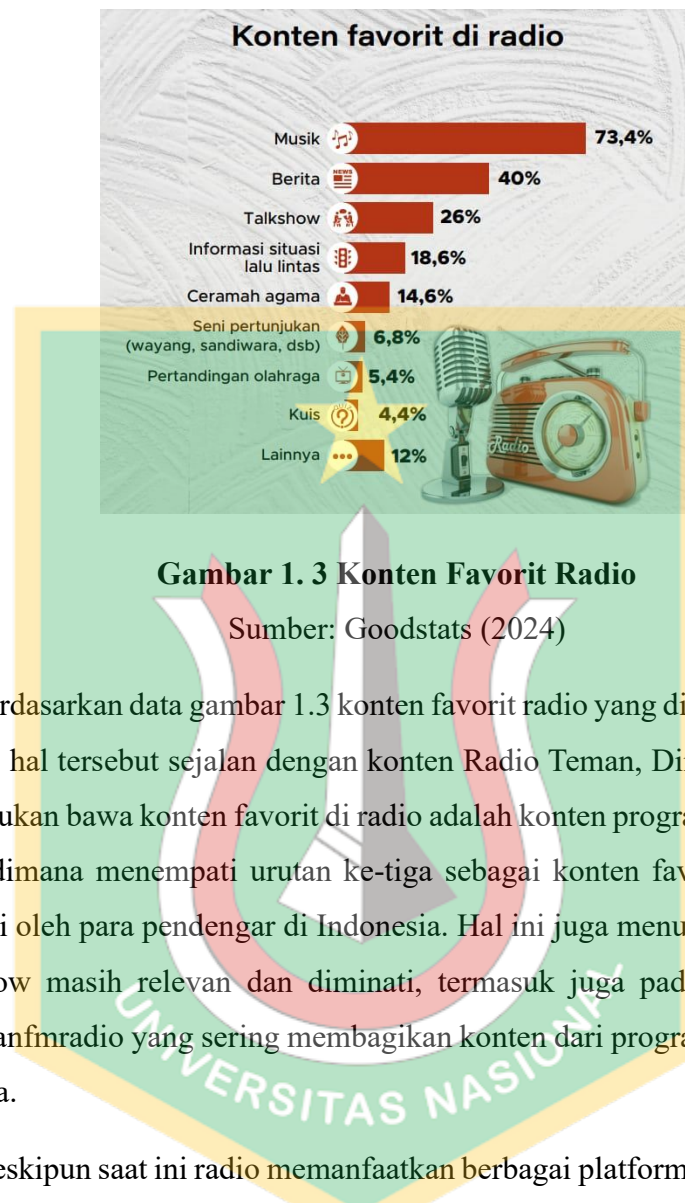 Konten favorit di radio
Musik 73,4%
NEWS
Berita 40%
Talkshow 26%
Informasi situasi
lalu lintas 18,6%
Ceramah agama 14,6%
Seni pertunjukan
(wayang, sandiwara, dsb) 6,8%
Pertandingan olahraga 5,4%
Kuis 4,4%
Lainnya 12%
Radio
Gambar 1. 3 Konten Favorit Radio
Sumber: Goodstats (2024)
rdasarkan data gambar 1.3 konten favorit radio yang di
hal tersebut sejalan dengan konten Radio Teman, Di
ukan bawa konten favorit di radio adalah konten progra
dimana menempati urutan ke-tiga sebagai konten fav
i oleh para pendengar di Indonesia. Hal ini juga menu
ow masih relevan dan diminati, termasuk juga pad
anfmradio yang sering membagikan konten dari progra
a.
eskipun saat ini radio memanfaatkan berbagai platform
UNIVERSITAS NASIONAL